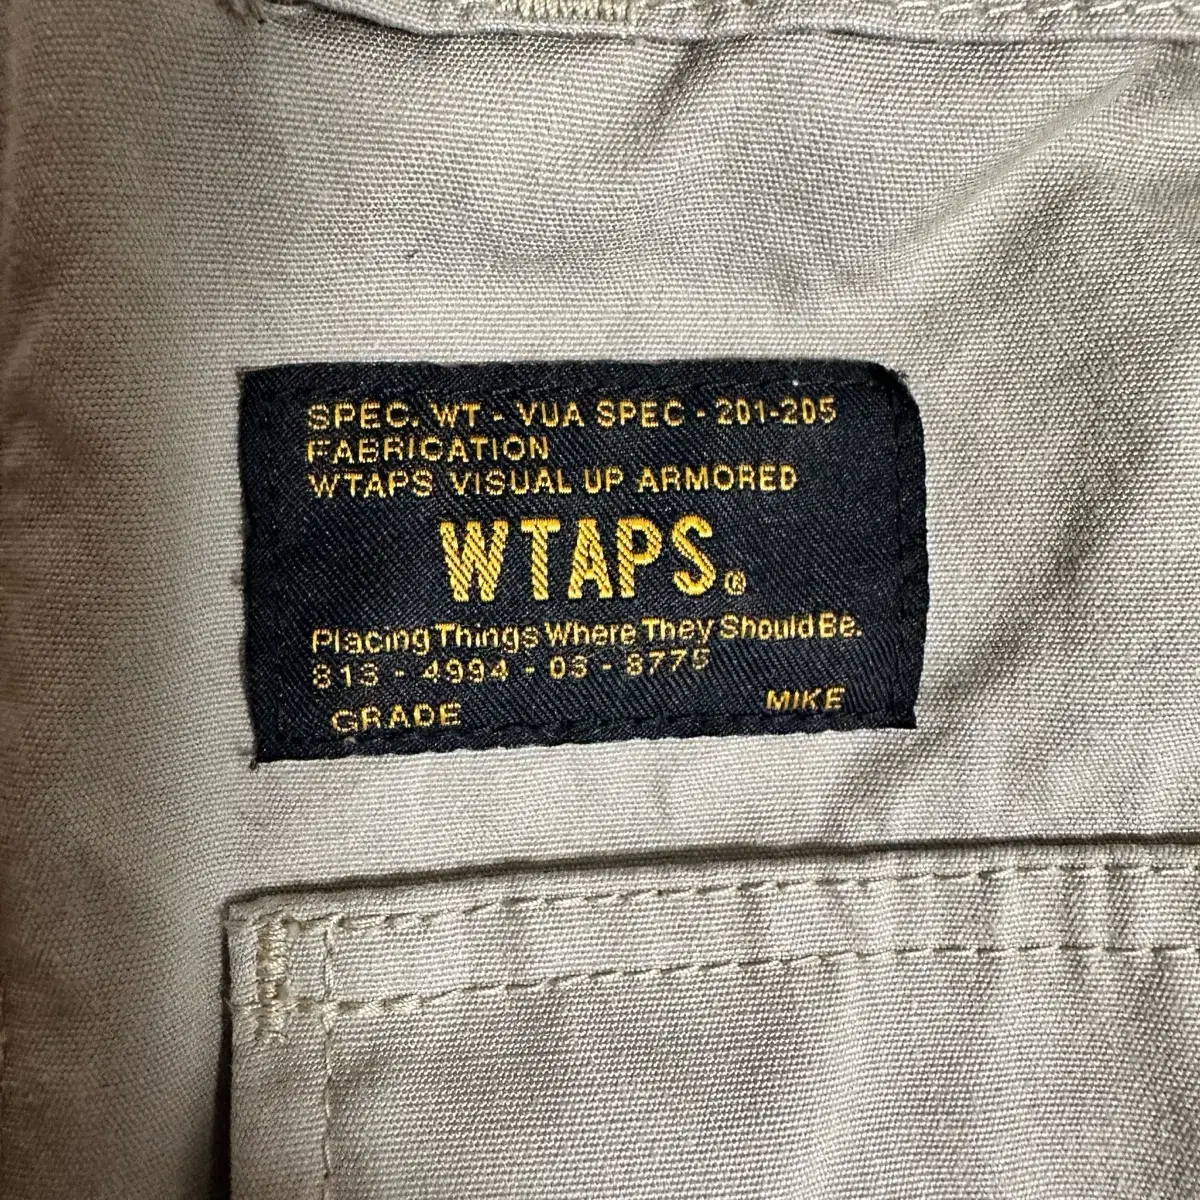 SPEC. WT - VUA SPEC - 201-205
FABRICATION
WTAPS VISUAL UP ARMORED
WTAPS®
Placing Things Where They Should Be.
813 - 4994 - 03 - 8775
GRADE MIKE